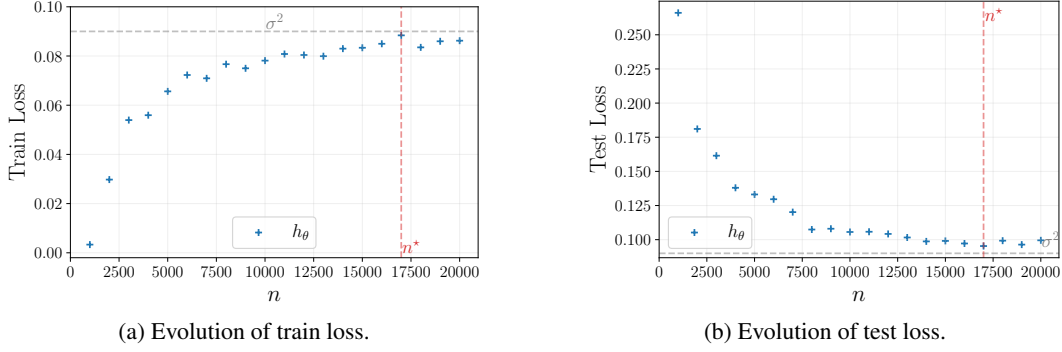 0.10
0.08
0.06
0.04
0.02
0.00
Train Loss
σ²
n⋆
h_θ
0 2500 5000 7500 10000 12500 15000 17500 20000
n
(a) Evolution of train loss.
0.250
0.225
0.200
0.175
0.150
0.125
0.100
Test Loss
n⋆
σ²
h_θ
0 2500 5000 7500 10000 12500 15000 17500 20000
n
(b) Evolution of test loss.